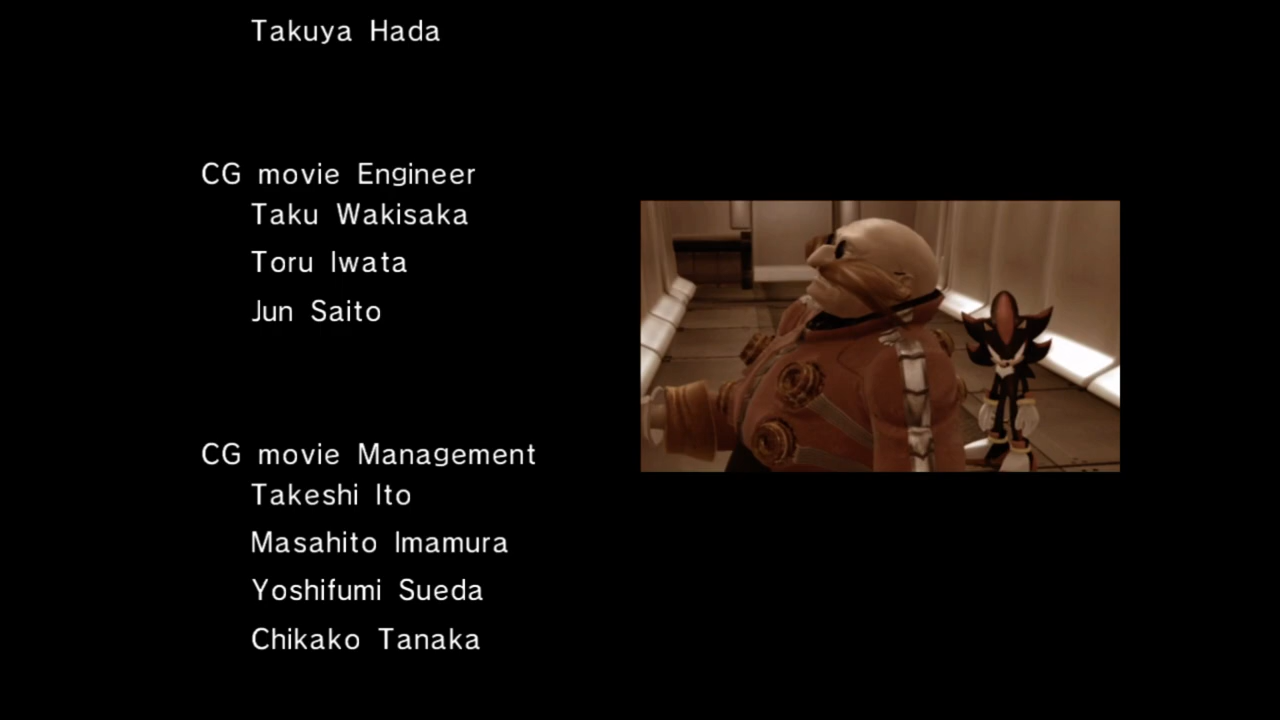 Takuya Hada
CG movie Engineer
Taku Wakisaka
Toru Iwata
Jun Saito
CG movie Management
Takeshi Ito
Masahito Imamura
Yoshifumi Sueda
Chikako Tanaka